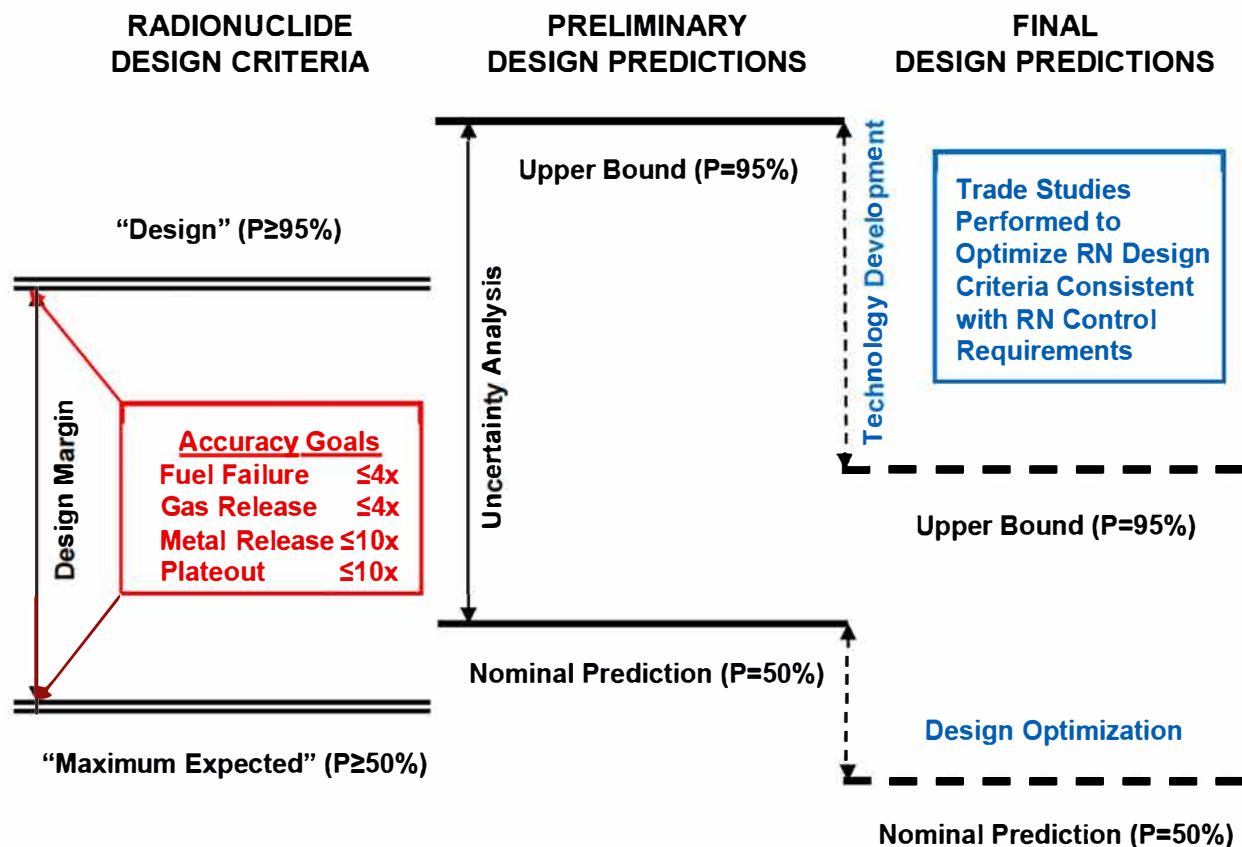 RADIONUCLIDE
DESIGN CRITERIA
PRELIMINARY
DESIGN PREDICTIONS
FINAL
DESIGN PREDICTIONS
“Design” (P≥95%)
Design Margin
Accuracy Goals
Fuel Failure ≤4x
Gas Release ≤4x
Metal Release ≤10x
Plateout ≤10x
“Maximum Expected” (P≥50%)
Upper Bound (P=95%)
Uncertainty Analysis
Nominal Prediction (P=50%)
Technology Development
Trade Studies
Performed to
Optimize RN Design
Criteria Consistent
with RN Control
Requirements
Upper Bound (P=95%)
Design Optimization
Nominal Prediction (P=50%)